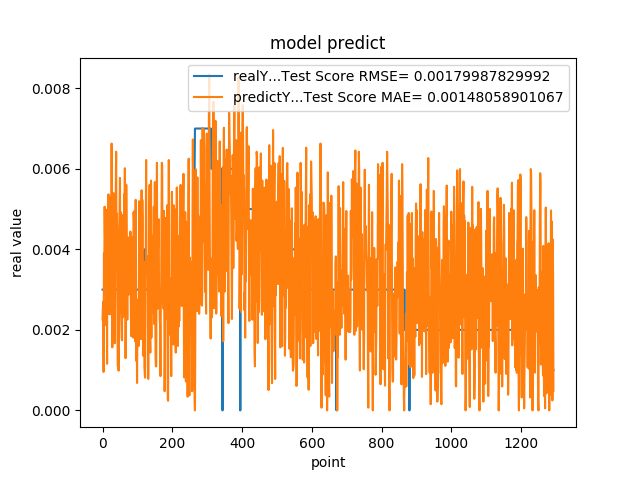 model predict
realY...Test Score RMSE= 0.00179987829992
predictY...Test Score MAE= 0.00148058901067
real value
0.008
0.006
0.004
0.002
0.000
0 200 400 600 800 1000 1200
point